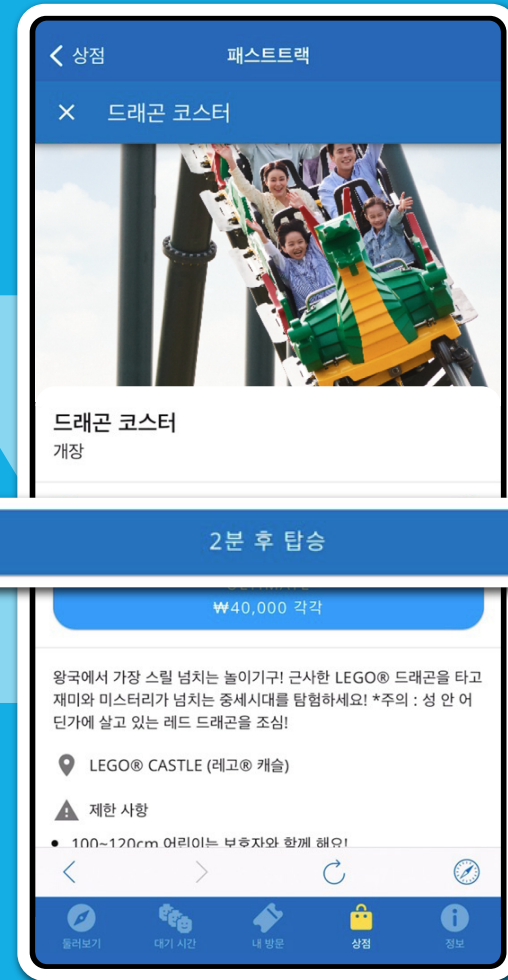 상점
패스트트랙
드래곤 코스터
드래곤 코스터
개장
2분 후 탑승
₩40,000 각각
왕국에서 가장 스릴 넘치는 놀이기구! 근사한 LEGO® 드래곤을 타고
재미와 미스터리가 넘치는 중세시대를 탐험하세요! *주의 : 성 안 어
딘가에 살고 있는 레드 드래곤을 조심!
LEGO® CASTLE (레고® 캐슬)
제한 사항
• 100~120cm 어린이는 보호자와 함께 해요!
둘러보기
대기 시간
내 방문
상점
정보